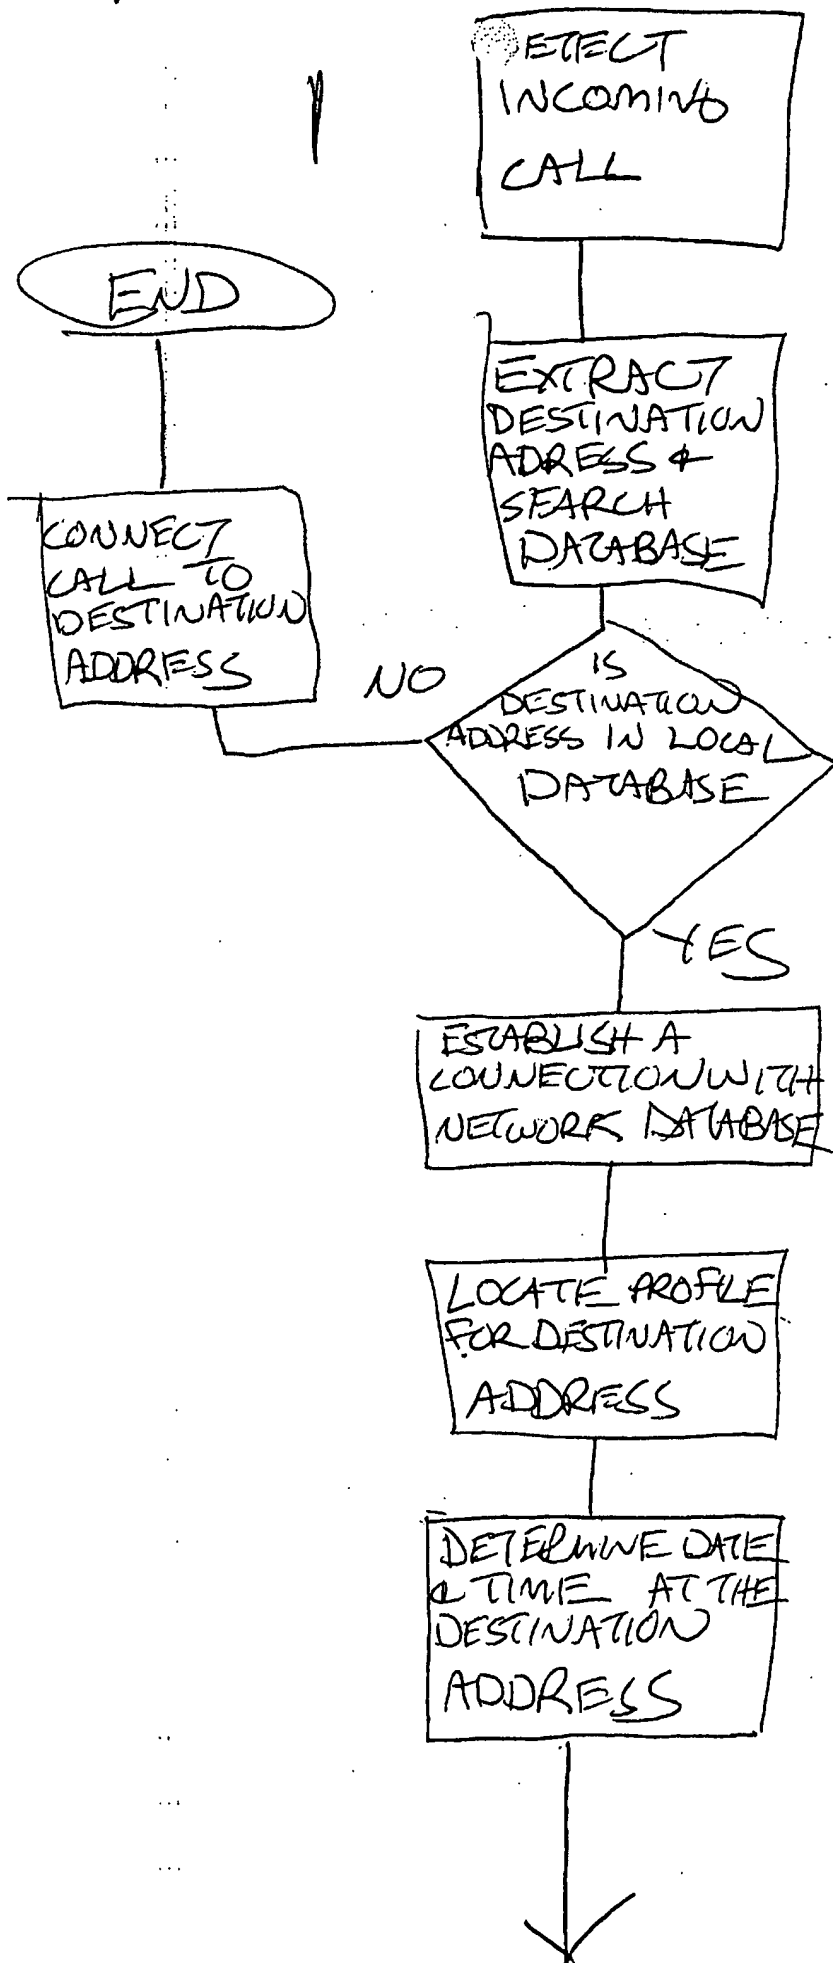 DETECT
INCOMING
CALL
END
EXTRACT
DESTINATION
ADRESS &
SEARCH
DATABASE
CONNECT
CALL TO
DESTINATION
ADDRESS
NO
IS
DESTINATION
ADDRESS IN LOCAL
DATABASE
YES
ESTABLISH A
CONNECTION WITH
NETWORK DATABASE
LOCATE PROFILE
FOR DESTINATION
ADDRESS
DETERMINE DATE
& TIME AT THE
DESTINATION
ADDRESS